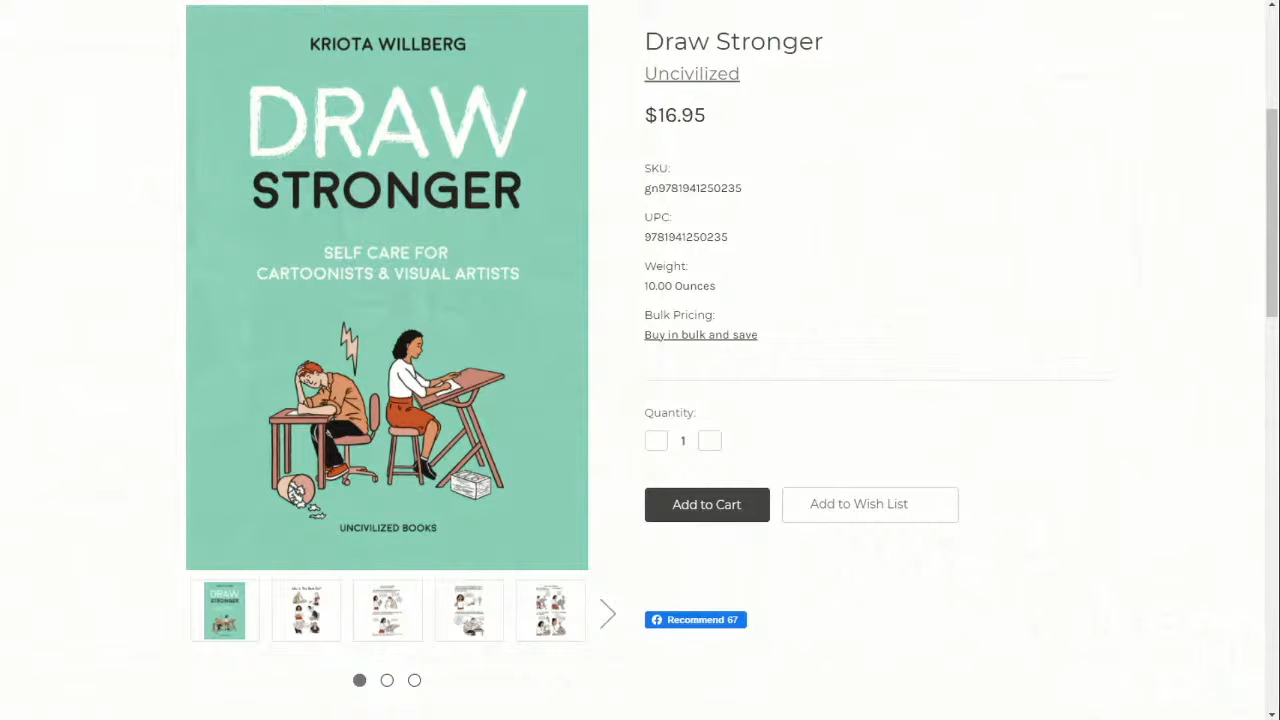 KRIOTA WILLBERG
DRAW
STRONGER
SELF CARE FOR
CARTOONISTS & VISUAL ARTISTS
UNCIVILIZED BOOKS
Draw Stronger
Uncivilized
$16.95
SKU:
gn9781941250235
UPC:
9781941250235
Weight:
10.00 Ounces
Bulk Pricing:
Buy in bulk and save
Quantity:
1
Add to Cart
Add to Wish List
Recommend 67